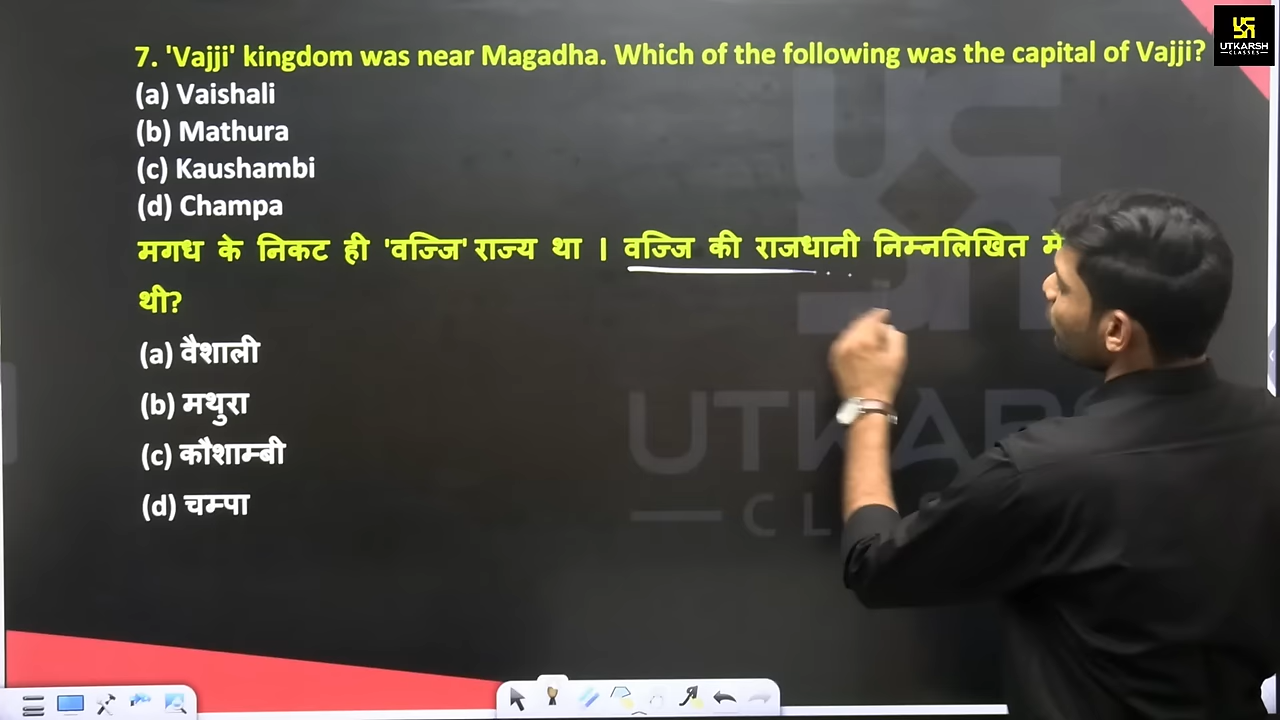 UTKARSH
CLASSES
7. 'Vajji' kingdom was near Magadha. Which of the following was the capital of Vajji?
(a) Vaishali
(b) Mathura
(c) Kaushambi
(d) Champa
मगध के निकट ही 'वज्जि' राज्य था । वज्जि की राजधानी निम्नलिखित में
थी?
(a) वैशाली
(b) मथुरा
(c) कौशाम्बी
(d) चम्पा